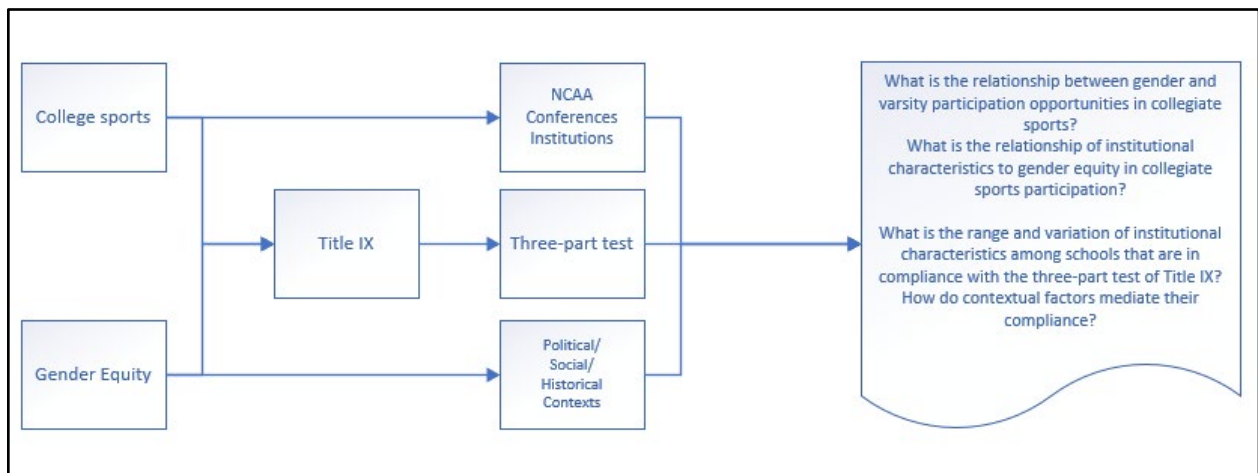 College sports
NCAA
Conferences
Institutions
Title IX
Three-part test
Gender Equity
Political/
Social/
Historical
Contexts
What is the relationship between gender and
varsity participation opportunities in collegiate
sports?
What is the relationship of institutional
characteristics to gender equity in collegiate
sports participation?
What is the range and variation of institutional
characteristics among schools that are in
compliance with the three-part test of Title IX?
How do contextual factors mediate their
compliance?